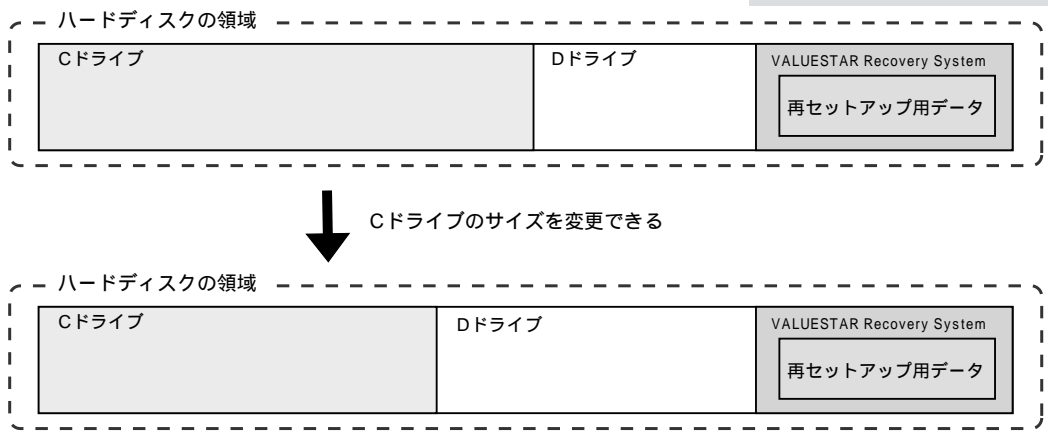 ハードディスクの領域
Cドライブ
Dドライブ
VALUESTAR Recovery System
再セットアップ用データ
Cドライブのサイズを変更できる
ハードディスクの領域
Cドライブ
Dドライブ
VALUESTAR Recovery System
再セットアップ用データ